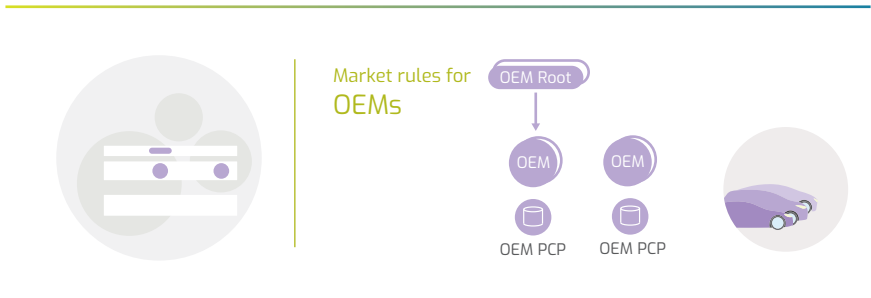 Market rules for
OEMs
OEM Root
OEM
OEM
OEM PCP
OEM PCP